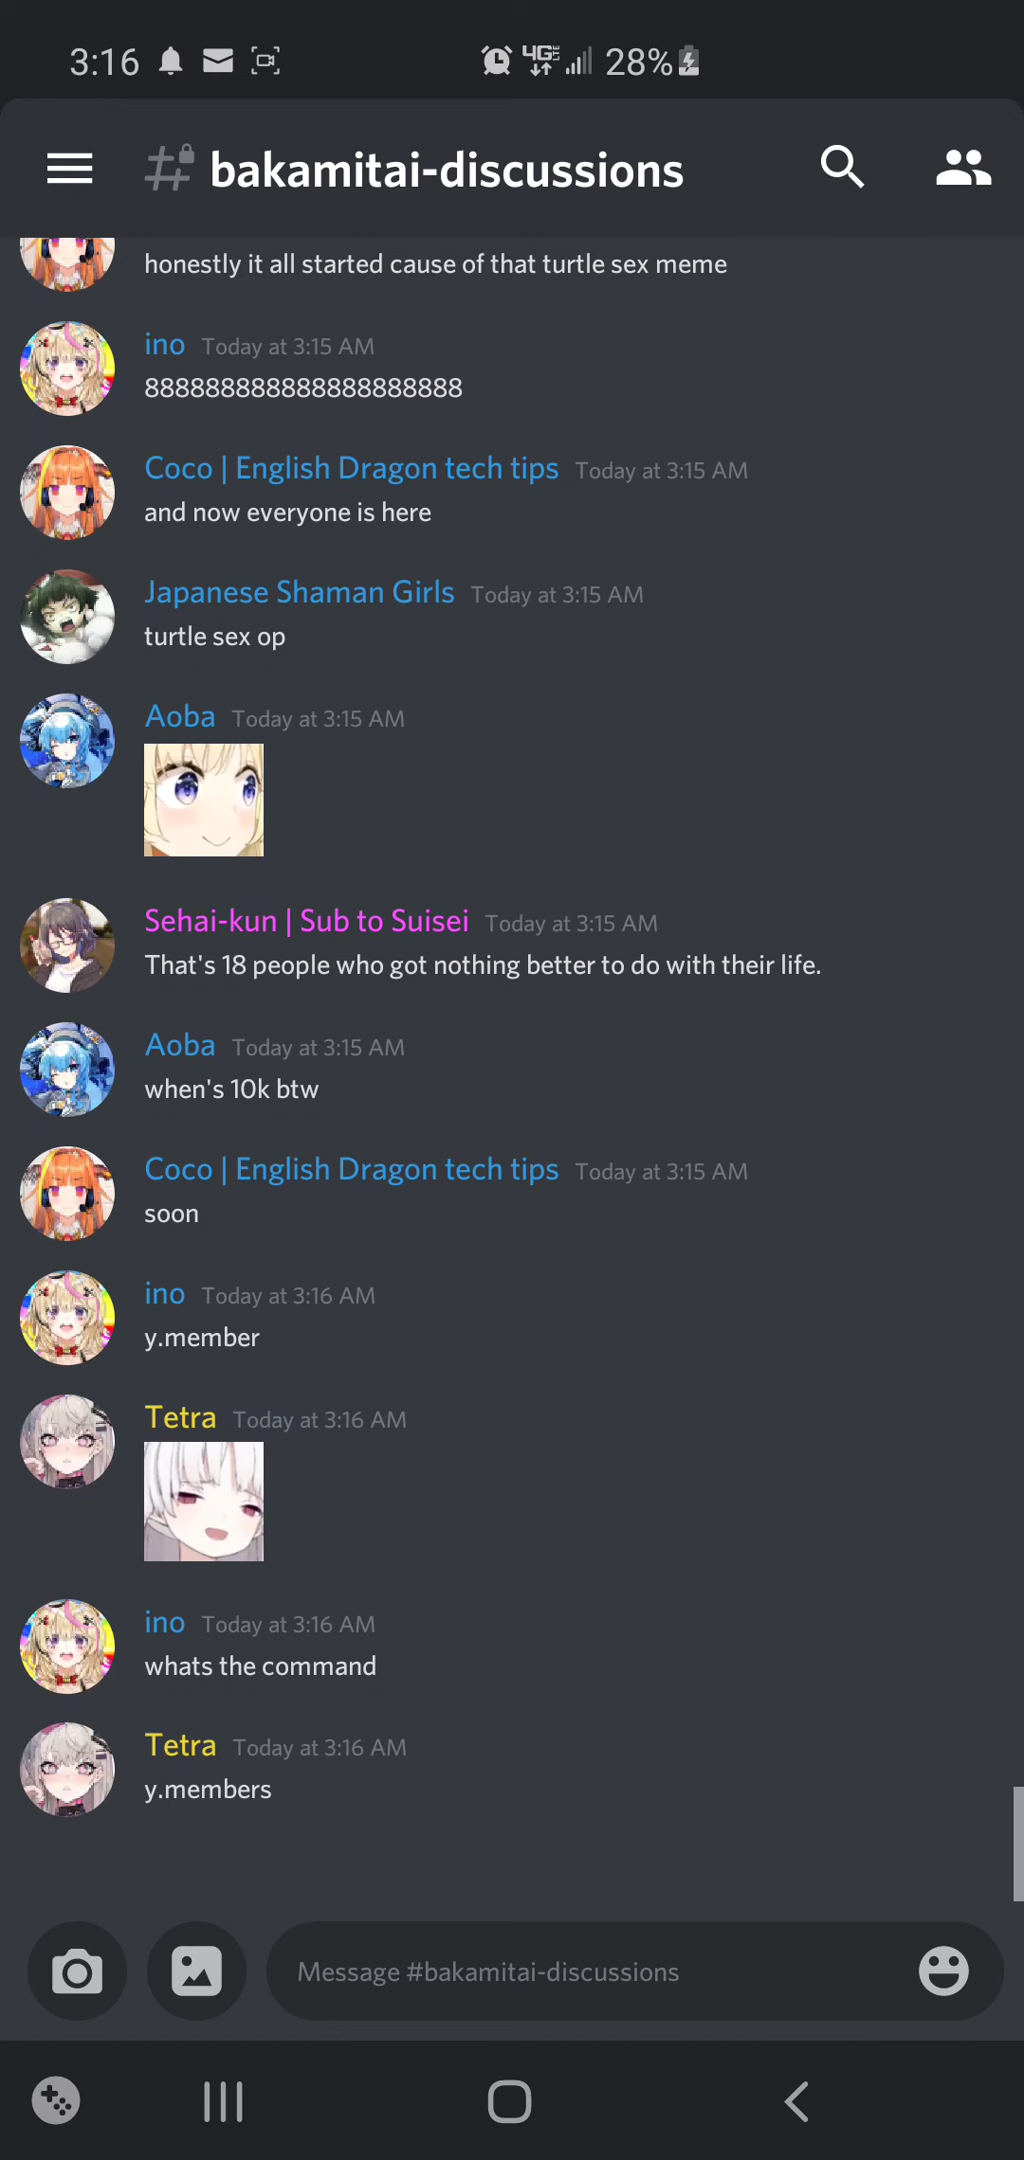 3:16 4G LTE 28%
bakamitai-discussions
honestly it all started cause of that turtle sex meme
ino Today at 3:15 AM
888888888888888888888
Coco | English Dragon tech tips Today at 3:15 AM
and now everyone is here
Japanese Shaman Girls Today at 3:15 AM
turtle sex op
Aoba Today at 3:15 AM
Sehai-kun | Sub to Suisei Today at 3:15 AM
That's 18 people who got nothing better to do with their life.
Aoba Today at 3:15 AM
when's 10k btw
Coco | English Dragon tech tips Today at 3:15 AM
soon
ino Today at 3:16 AM
y.member
Tetra Today at 3:16 AM
ino Today at 3:16 AM
whats the command
Tetra Today at 3:16 AM
y.members
Message #bakamitai-discussions